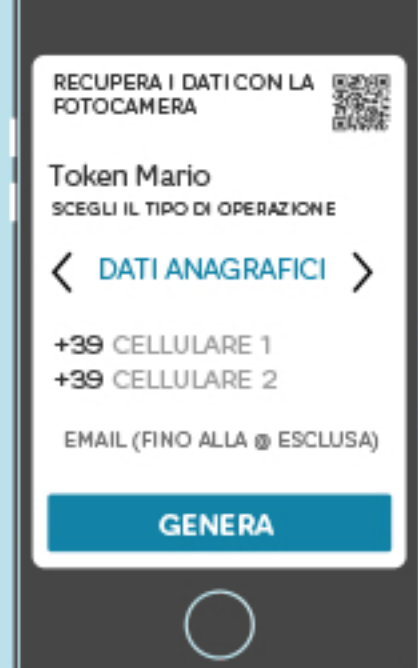 RECUPERA I DATI CON LA
FOTOCAMERA
Token Mario
SCEGLI IL TIPO DI OPERAZIONE
< DATI ANAGRAFICI >
+39 CELLULARE 1
+39 CELLULARE 2
EMAIL (FINO ALLA @ ESCLUSA)
GENERA